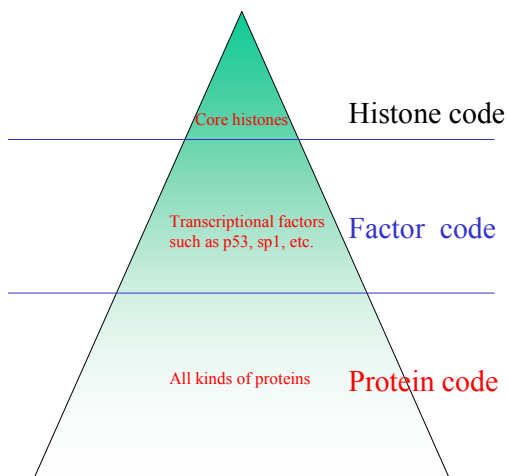 Core histones
Histone code
Transcriptional factors
such as p53, sp1, etc.
Factor code
All kinds of proteins
Protein code